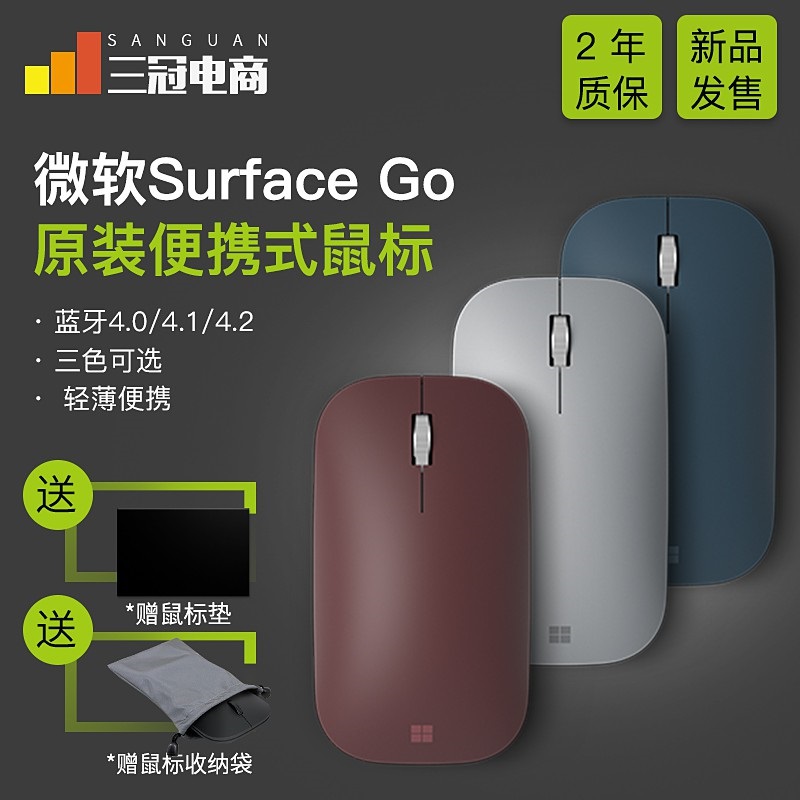 SANGUAN
三冠电商
2年
质保
新品
发售
微软Surface Go
原装便携式鼠标
· 蓝牙4.0/4.1/4.2
· 三色可选
· 轻薄便携
送
*赠鼠标垫
送
*赠鼠标收纳袋